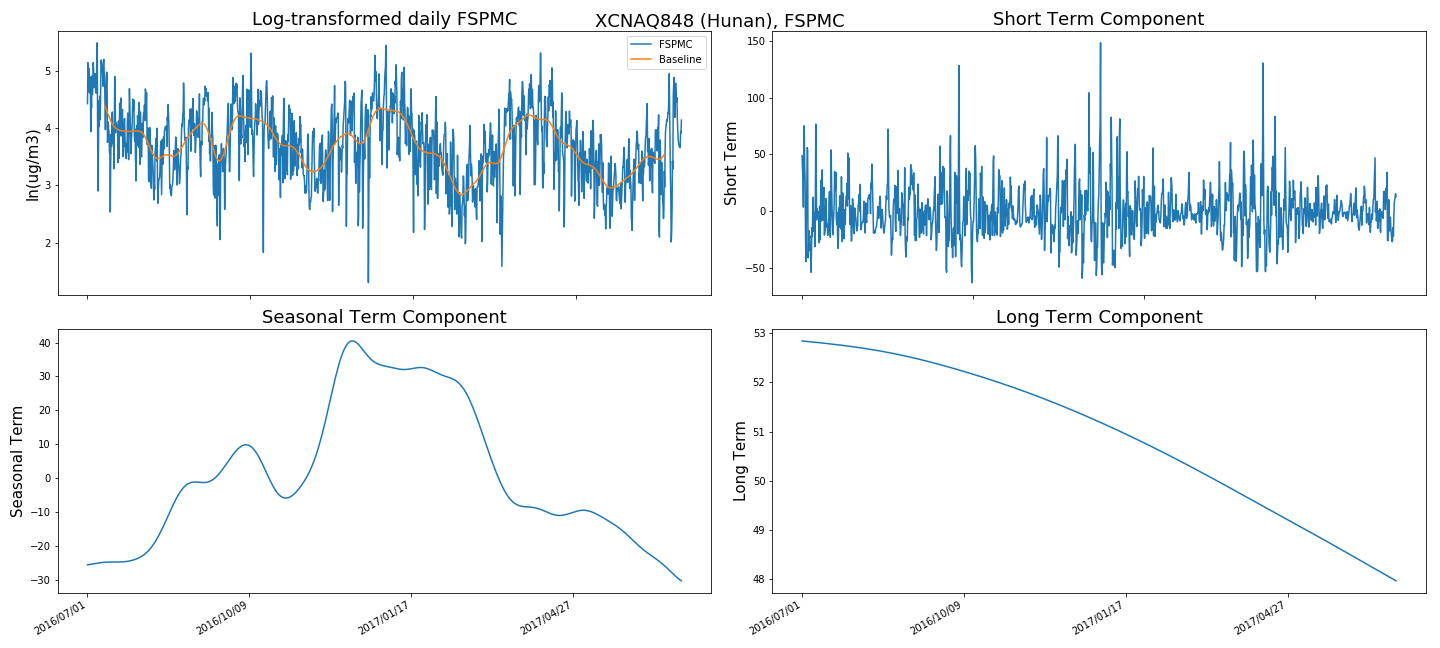 XCNAQ848 (Hunan), FSPMC
Log-transformed daily FSPMC
FSPMC
Baseline
ln(ug/m3)
5
4
3
2
Short Term Component
Short Term
150
100
50
0
−50
Seasonal Term Component
Seasonal Term
40
30
20
10
0
−10
−20
−30
2016/07/01
2016/10/09
2017/01/17
2017/04/27
Long Term Component
Long Term
53
52
51
50
49
48
2016/07/01
2016/10/09
2017/01/17
2017/04/27